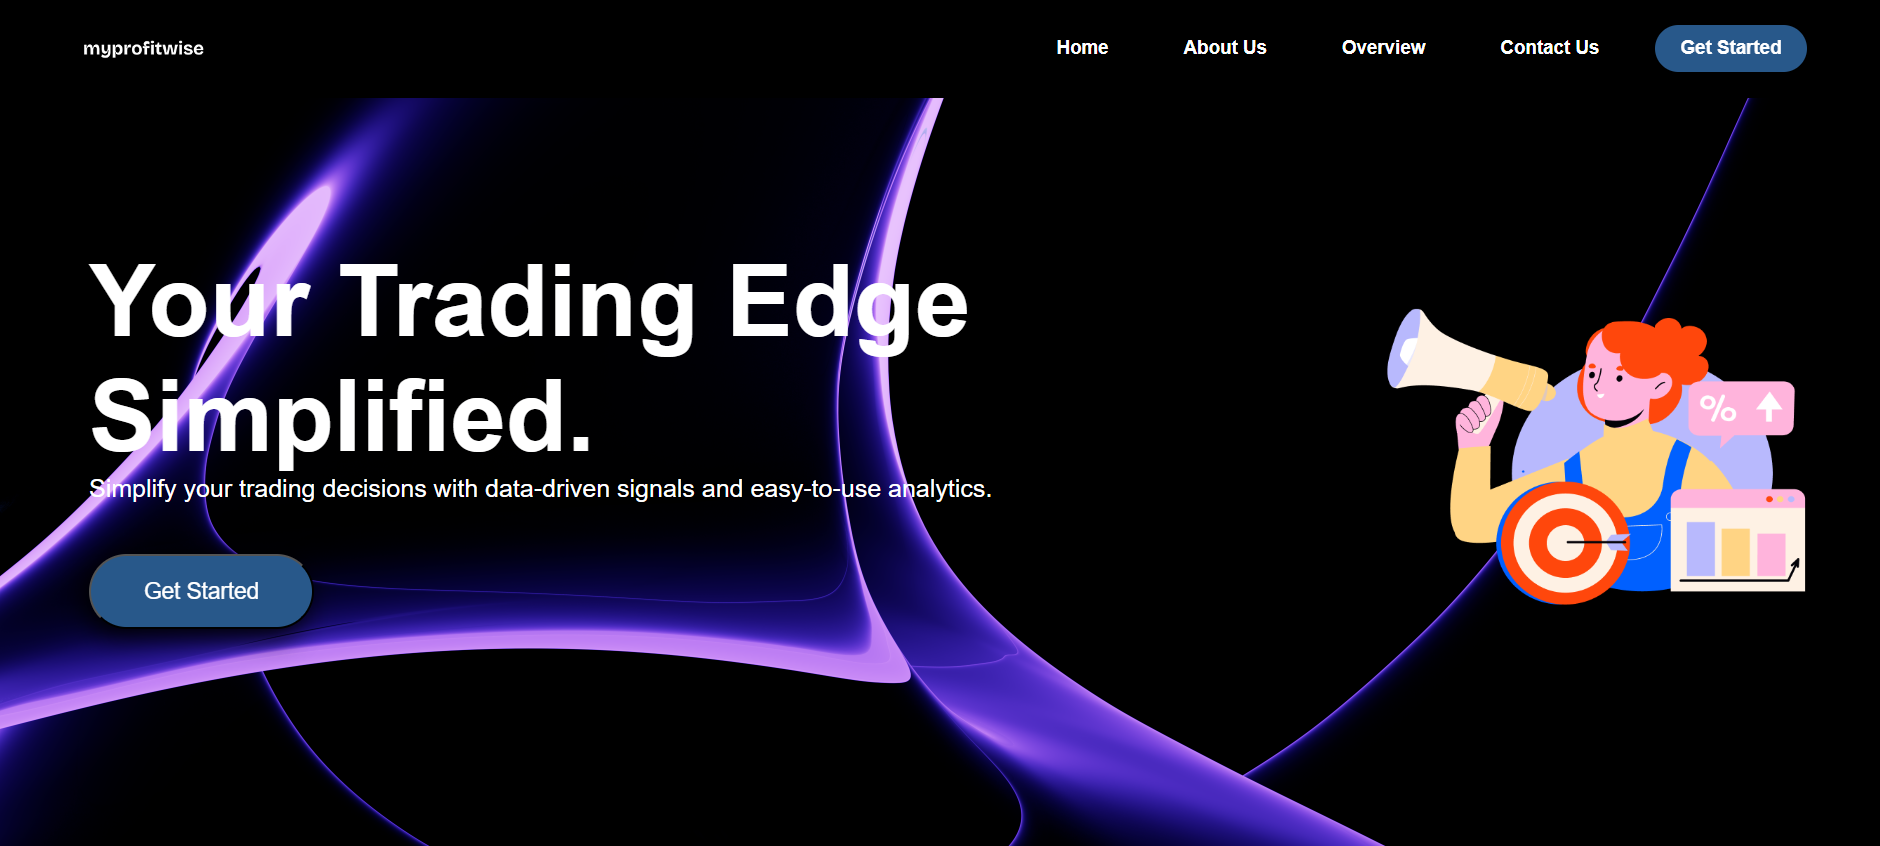 myprofitwise
Home
About Us
Overview
Contact Us
Get Started
Your Trading Edge
Simplified.
Simplify your trading decisions with data-driven signals and easy-to-use analytics.
Get Started
%